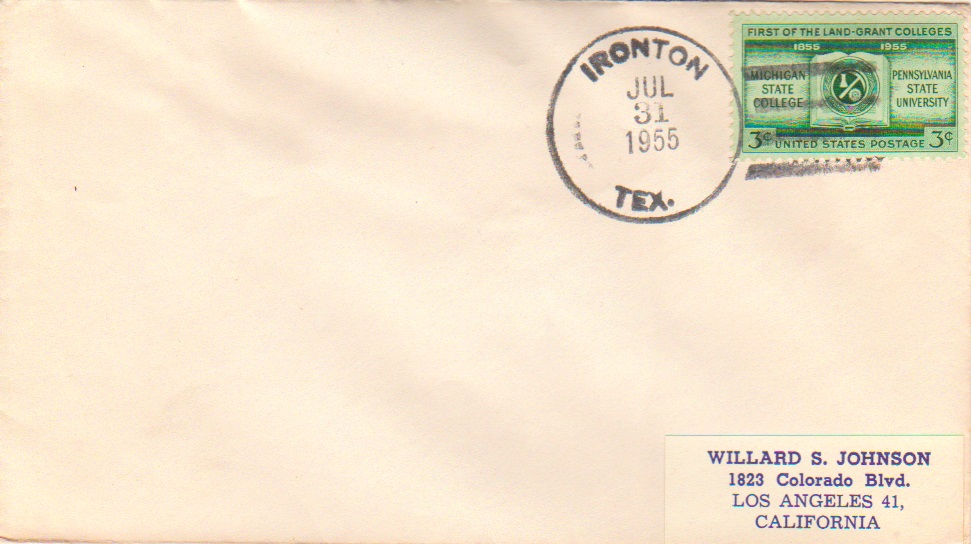 IRONTON
JUL
31
1955
TEX.
FIRST OF THE LAND-GRANT COLLEGES
1855 1955
MICHIGAN STATE COLLEGE
PENNSYLVANIA STATE UNIVERSITY
3¢ UNITED STATES POSTAGE 3¢
WILLARD S. JOHNSON
1823 Colorado Blvd.
LOS ANGELES 41,
CALIFORNIA